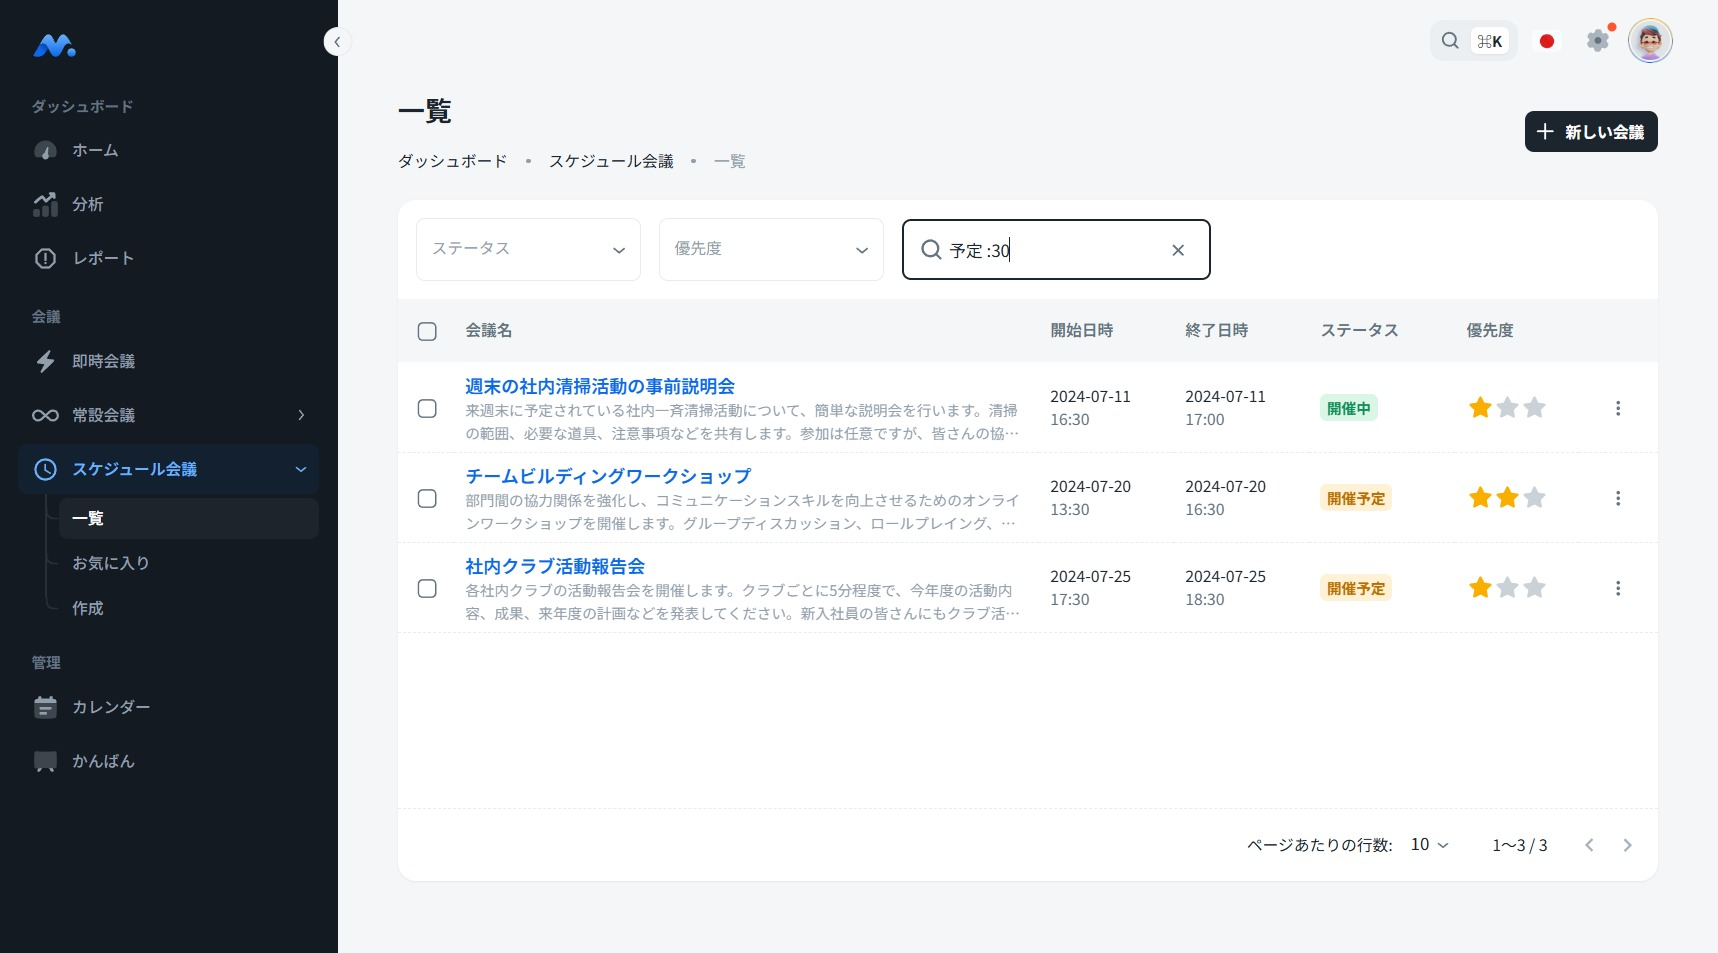 ⌘K
ダッシュボード
ホーム
分析
レポート
会議
即時会議
常設会議
スケジュール会議
一覧
お気に入り
作成
管理
カレンダー
かんばん
一覧
ダッシュボード • スケジュール会議 • 一覧
新しい会議
ステータス
優先度
予定 :30
会議名 開始日時 終了日時 ステータス 優先度
週末の社内清掃活動の事前説明会
来週末に予定されている社内一斉清掃活動について、簡単な説明会を行います。清掃
の範囲、必要な道具、注意事項などを共有します。参加は任意ですが、皆さんの協…
2024-07-11
16:30
2024-07-11
17:00
開催中
チームビルディングワークショップ
部門間の協力関係を強化し、コミュニケーションスキルを向上させるためのオンライ
ンワークショップを開催します。グループディスカッション、ロールプレイング、…
2024-07-20
13:30
2024-07-20
16:30
開催予定
社内クラブ活動報告会
各社内クラブの活動報告会を開催します。クラブごとに5分程度で、今年度の活動内
容、成果、来年度の計画などを発表してください。新入社員の皆さんにもクラブ活…
2024-07-25
17:30
2024-07-25
18:30
開催予定
ページあたりの行数: 10 1～3 / 3